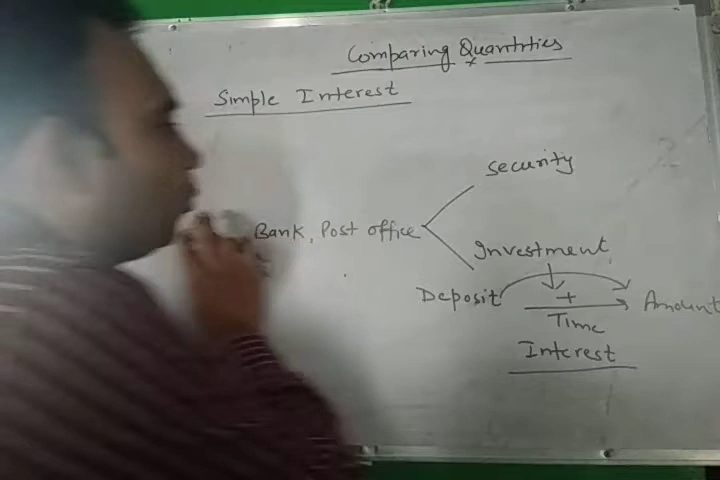 Comparing Quantities
Simple Interest
Security
Bank, Post office
Investment
Deposit + Amount
Time
Interest